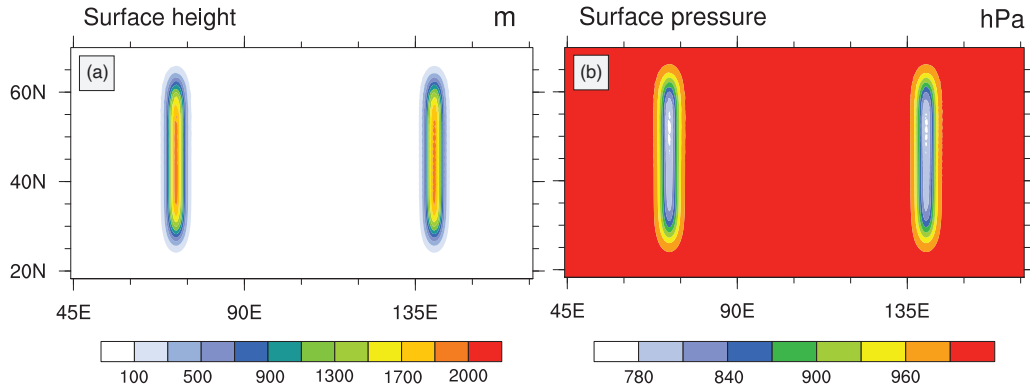 Surface height m
(a)
60N
40N
20N
45E 90E 135E
100 500 900 1300 1700 2000
Surface pressure hPa
(b)
45E 90E 135E
780 840 900 960